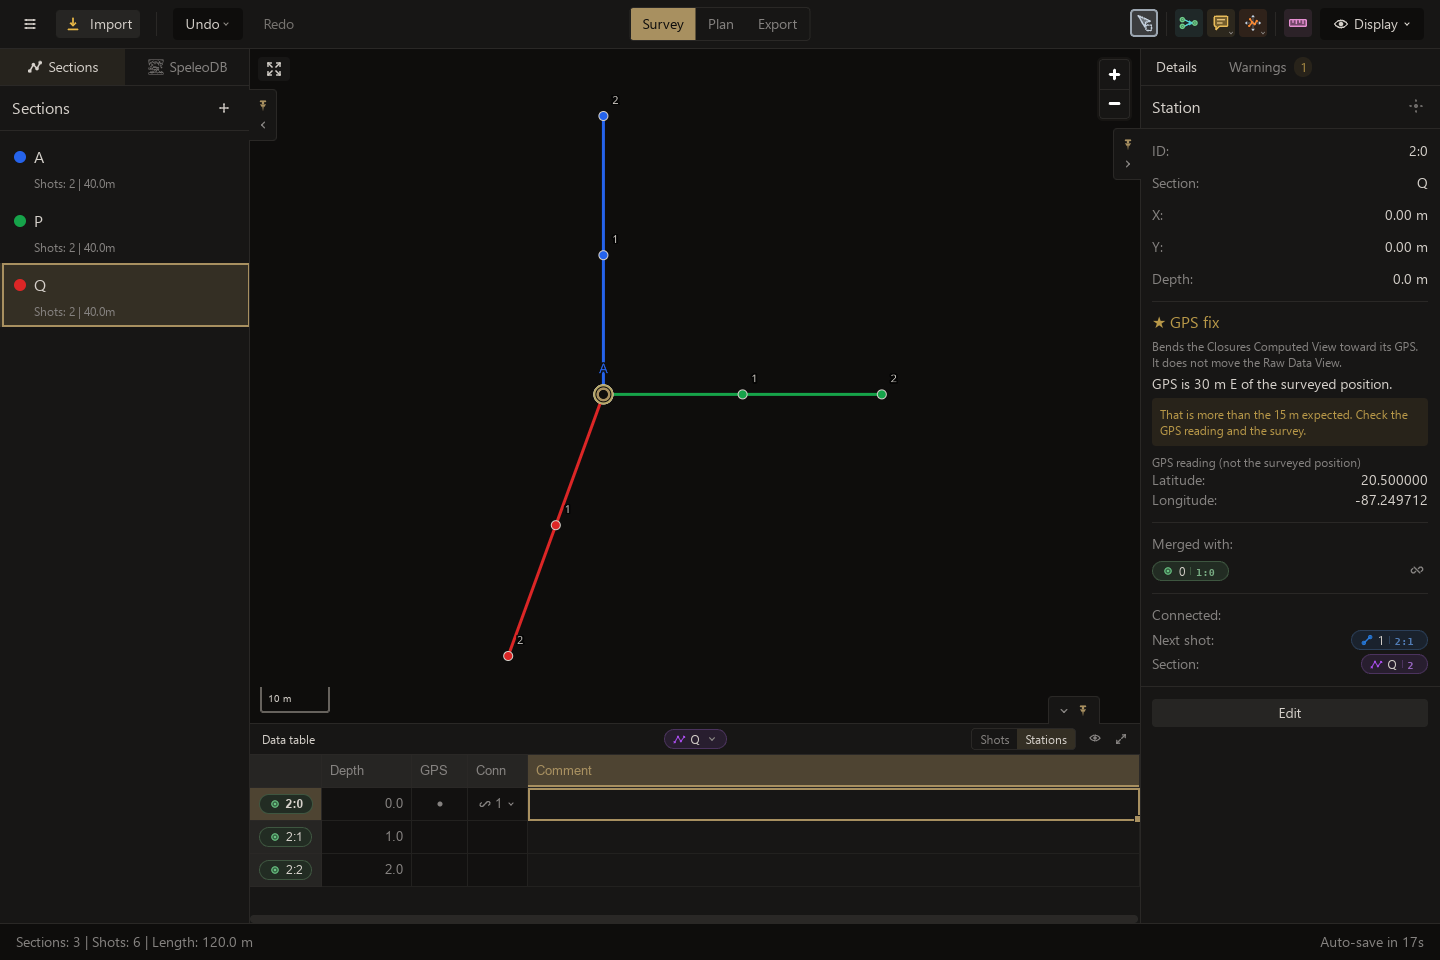 Import
Undo
Redo
Survey
Plan
Export
Display
Sections
SpeleoDB
Sections
A
Shots: 2 | 40.0m
P
Shots: 2 | 40.0m
Q
Shots: 2 | 40.0m
2
1
A
1
2
1
2
10 m
Details
Warnings 1
Station
ID: 2:0
Section: Q
X: 0.00 m
Y: 0.00 m
Depth: 0.0 m
★ GPS fix
Bends the Closures Computed View toward its GPS.
It does not move the Raw Data View.
GPS is 30 m E of the surveyed position.
That is more than the 15 m expected. Check the
GPS reading and the survey.
GPS reading (not the surveyed position)
Latitude: 20.500000
Longitude: -87.249712
Merged with:
0 1:0
Connected:
Next shot: 1 2:1
Section: Q 2
Edit
Data table
Q
Shots
Stations
Depth GPS Conn Comment
2:0 0.0 • 1
2:1 1.0
2:2 2.0
Sections: 3 | Shots: 6 | Length: 120.0 m
Auto-save in 17s